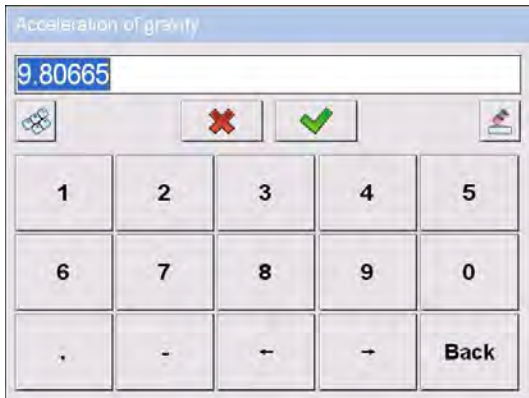 Acceleration of gravity
9.80665
1 2 3 4 5
6 7 8 9 0
. - ← → Back